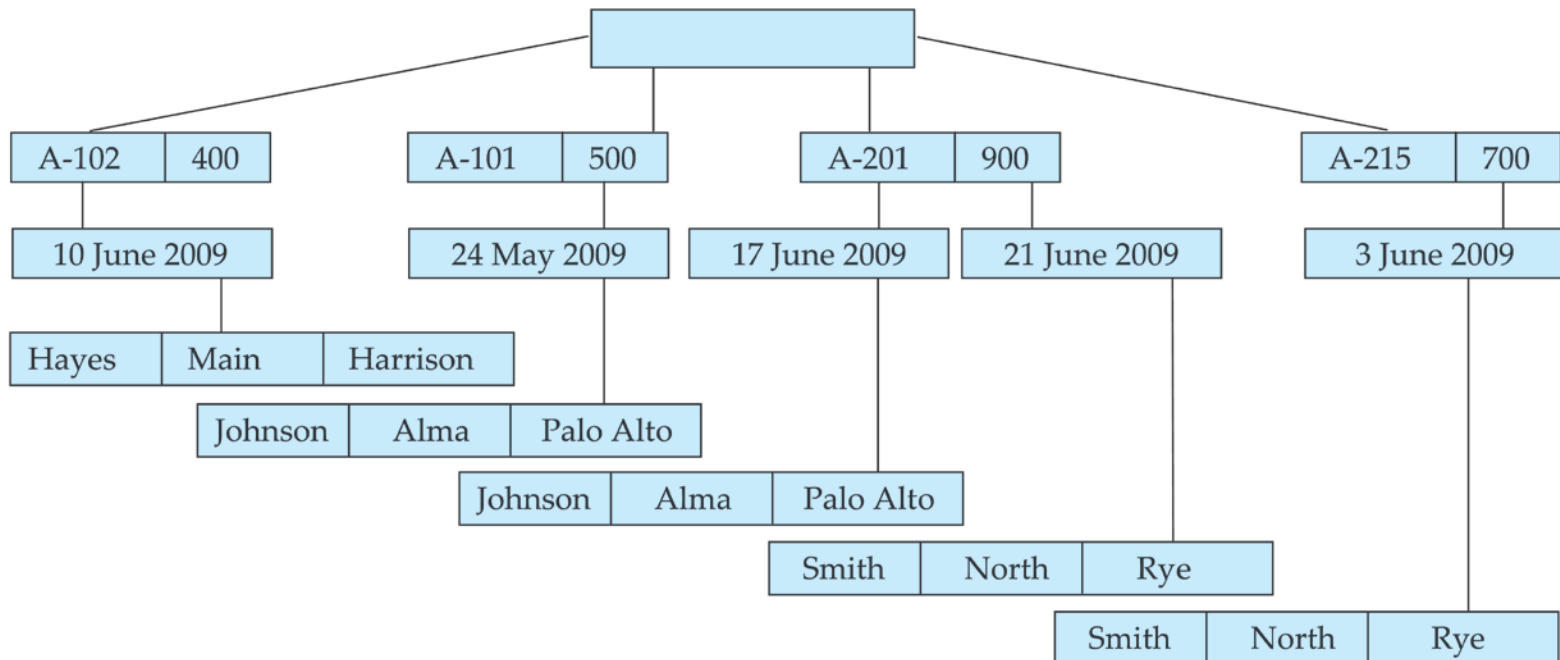 A-102 400 A-101 500 A-201 900 A-215 700
10 June 2009 24 May 2009 17 June 2009 21 June 2009 3 June 2009
Hayes Main Harrison
Johnson Alma Palo Alto
Johnson Alma Palo Alto
Smith North Rye
Smith North Rye